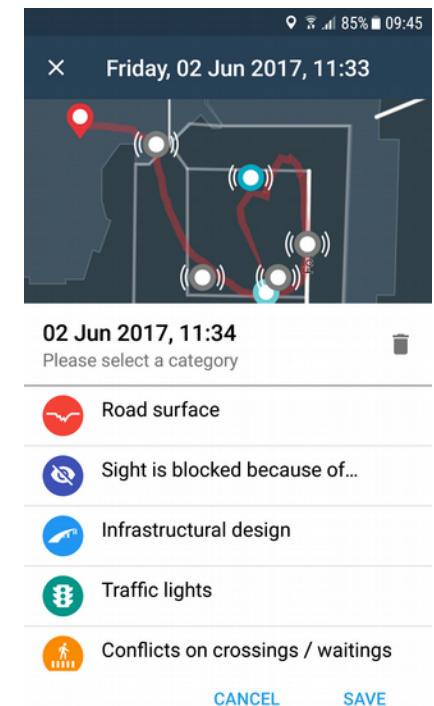 85% 09:45
Friday, 02 Jun 2017, 11:33
02 Jun 2017, 11:34
Please select a category
Road surface
Sight is blocked because of...
Infrastructural design
Traffic lights
Conflicts on crossings / waitings
CANCEL SAVE